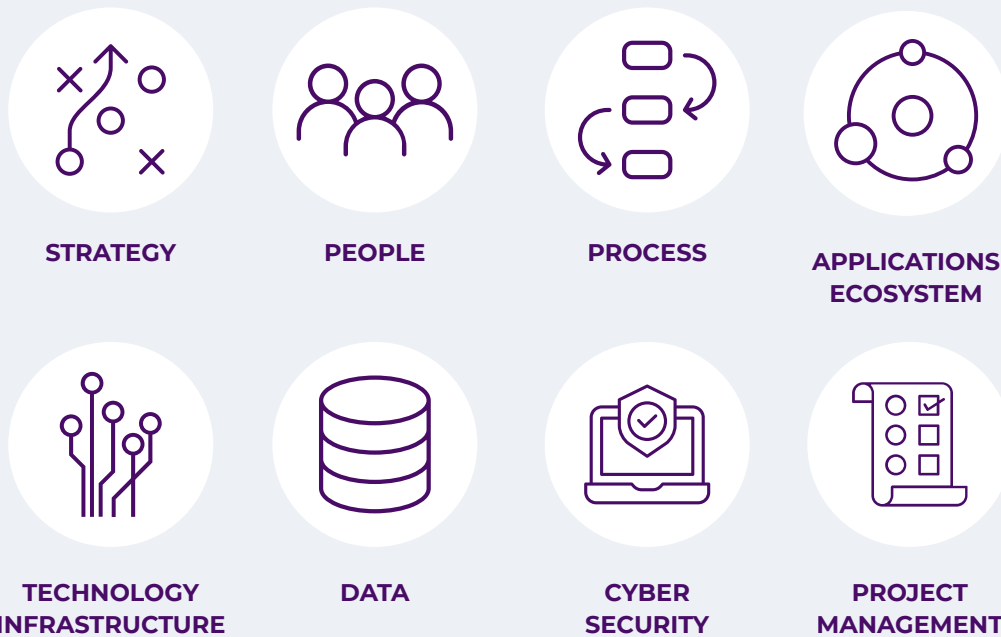 STRATEGY
PEOPLE
PROCESS
APPLICATIONS
ECOSYSTEM
TECHNOLOGY
INFRASTRUCTURE
DATA
CYBER
SECURITY
PROJECT
MANAGEMENT